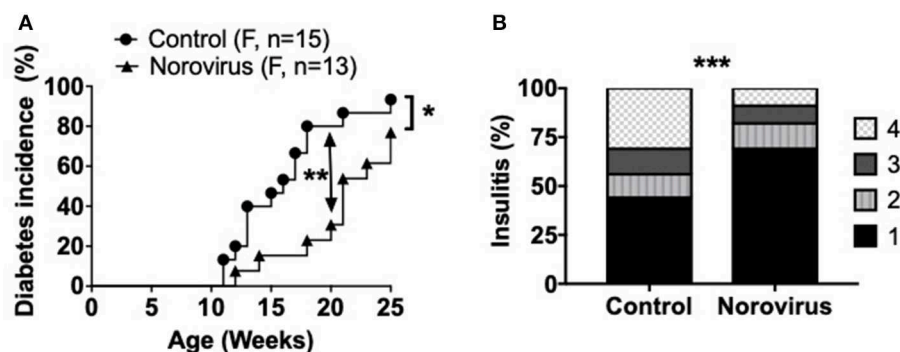 A
Control (F, n=15)
Norovirus (F, n=13)
Diabetes incidence (%)
100
80
60
40
20
0
0 5 10 15 20 25
Age (Weeks)
*
**
B
***
Insulitis (%)
100
75
50
25
0
Control Norovirus
4
3
2
1